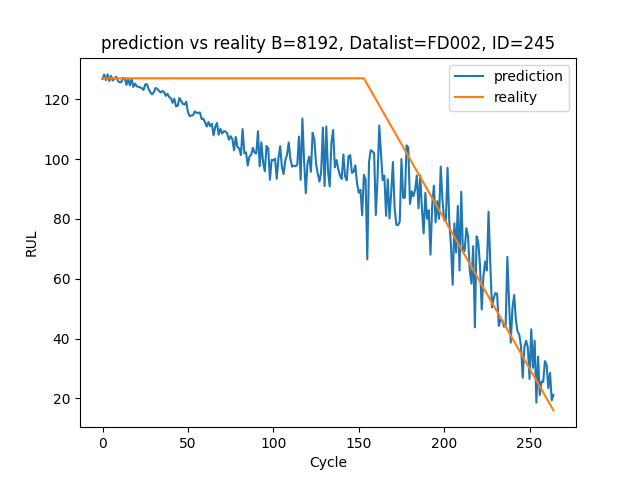 prediction vs reality B=8192, Datalist=FD002, ID=245
prediction
reality
RUL
120
100
80
60
40
20
0 50 100 150 200 250
Cycle